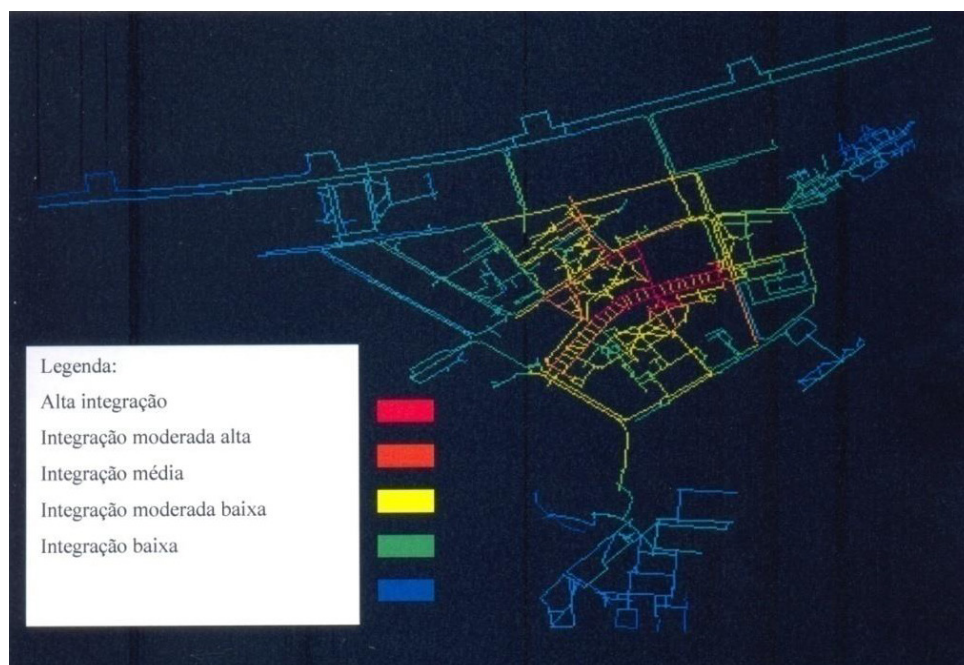 Legenda:
Alta integração
Integração moderada alta
Integração média
Integração moderada baixa
Integração baixa